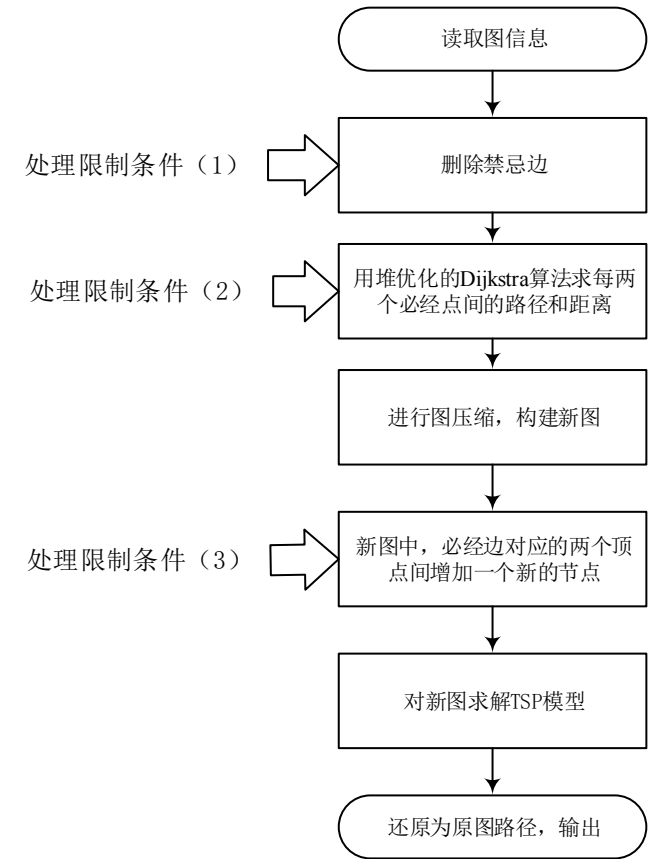 读取图信息
处理限制条件（1）
删除禁忌边
处理限制条件（2）
用堆优化的Dijkstra算法求每两
个必经点间的路径和距离
进行图压缩，构建新图
处理限制条件（3）
新图中，必经边对应的两个顶
点间增加一个新的节点
对新图求解TSP模型
还原为原图路径，输出